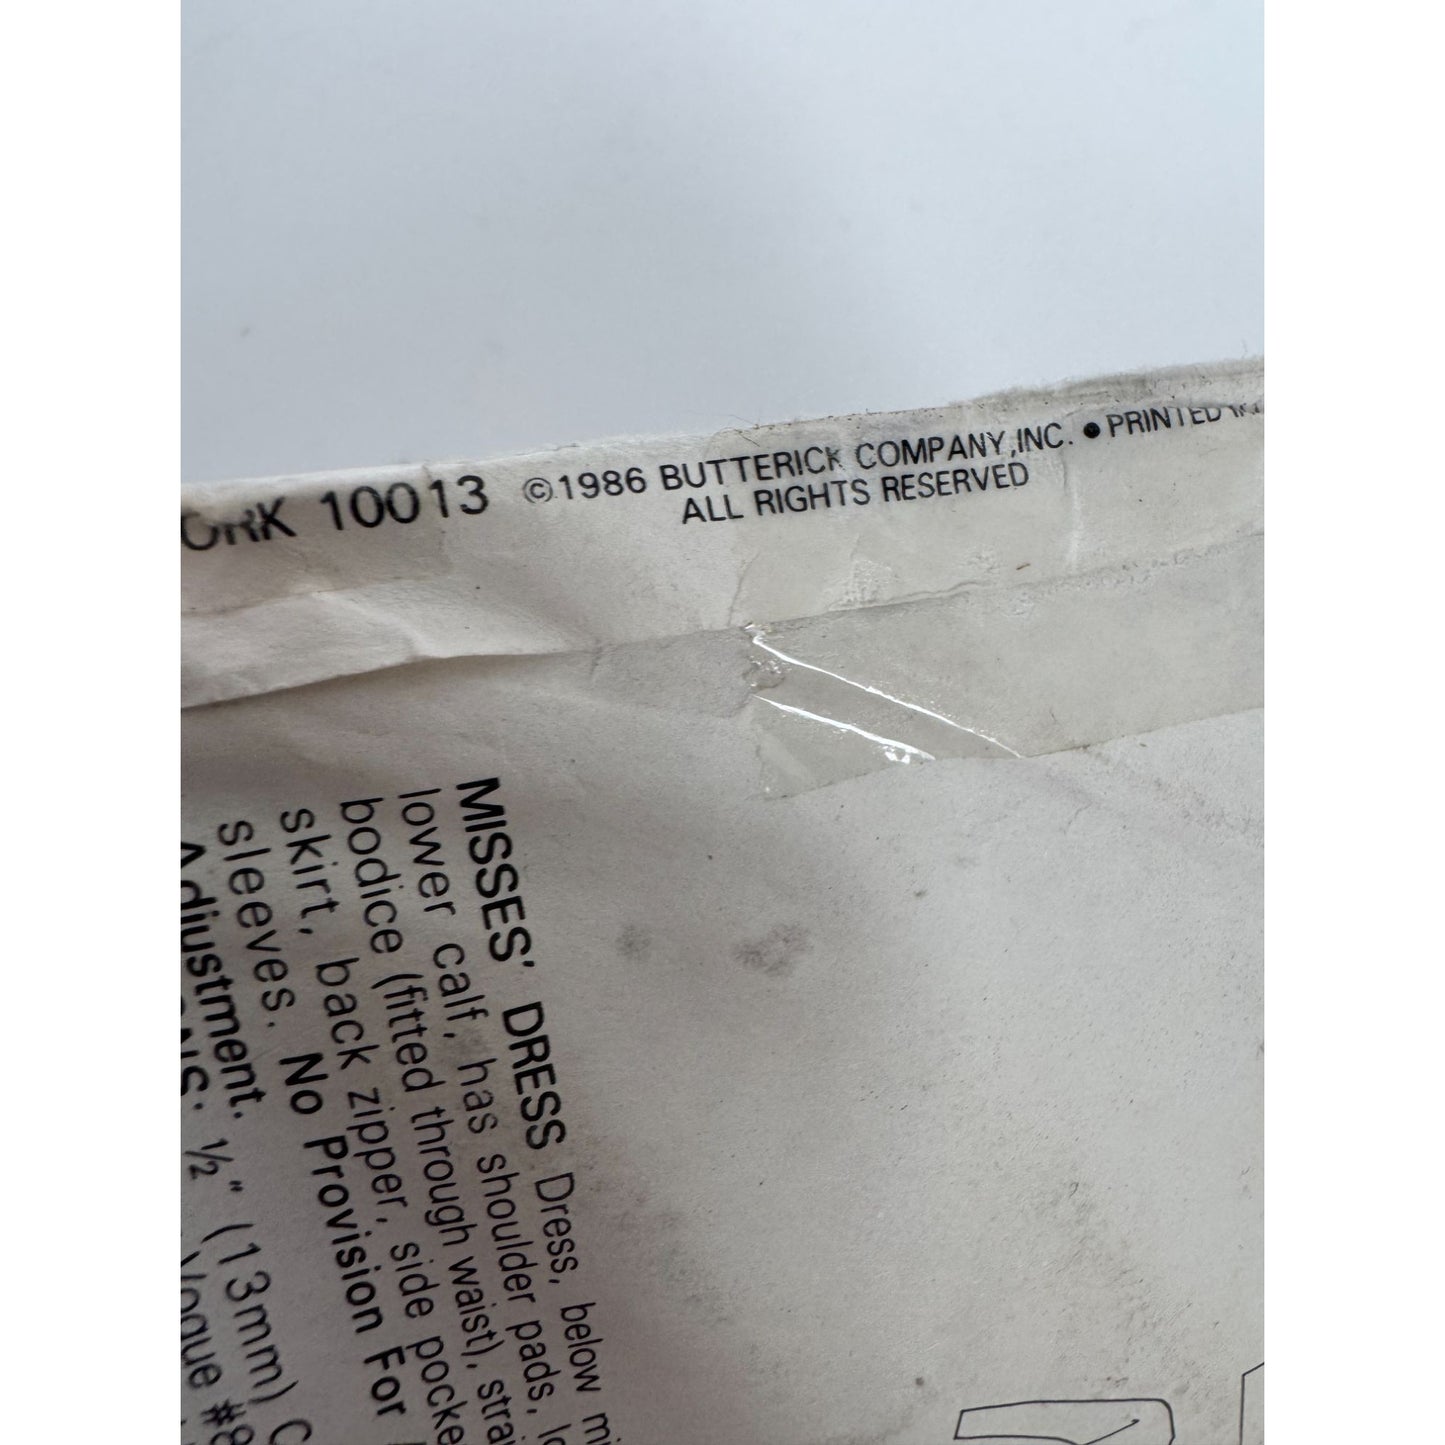 10013 ©1986 BUTTERICK COMPANY, INC. • PRINTED
ALL RIGHTS RESERVED
MISSES' DRESS Dress, below
lower calf, has shoulder pads,
bodice (fitted through waist),
skirt, back zipper, side
sleeves. No Provision For
Adjustment.
½" (13mm)
Vogue